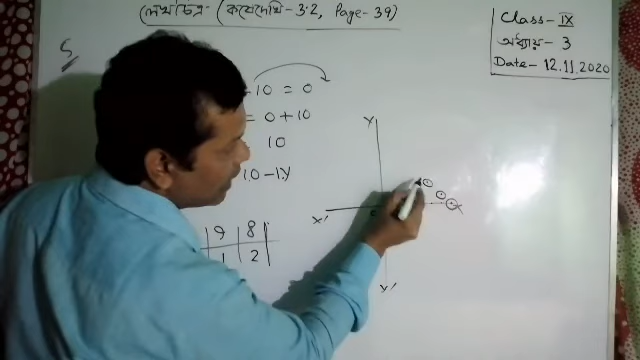 লেখচিত্র: (কষেদেখি-3.2, Page-39)
Class- IX
অধ্যায় - 3
Date- 12.11.2020
5
10 = 0
= 0 + 10
10
10 - 1y
9 8
1 2
Y
X'
Y'